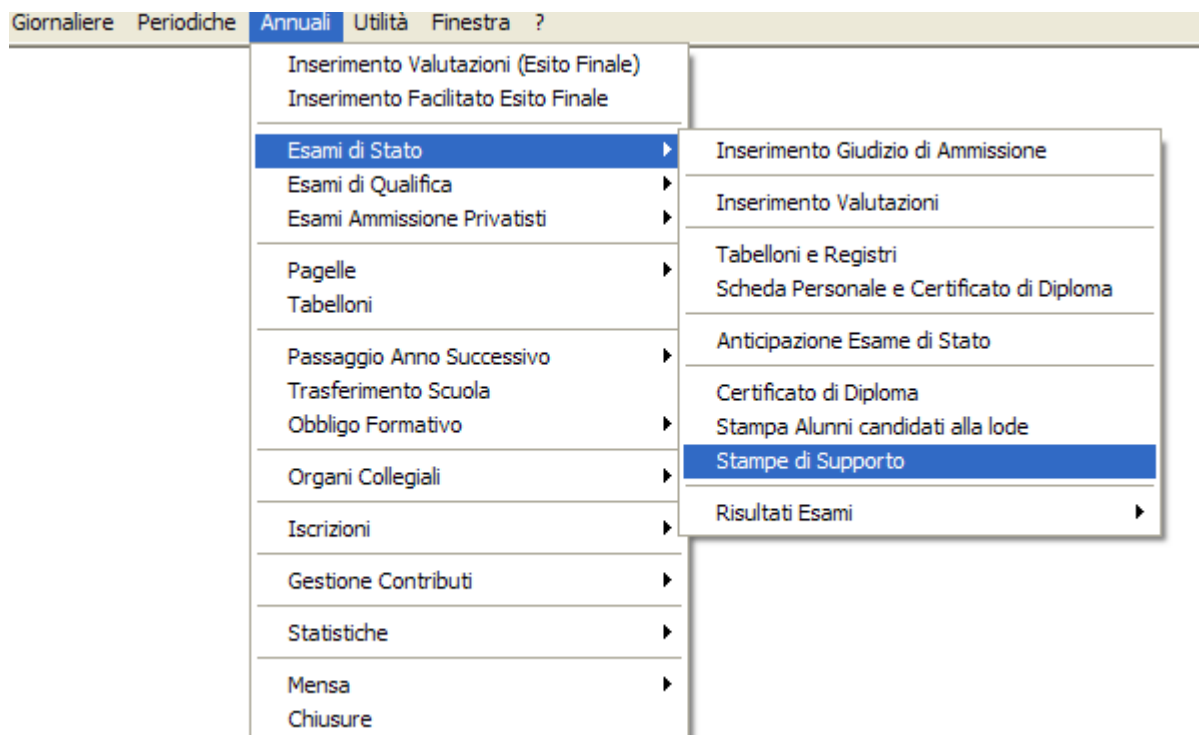 Giornaliere Periodiche Annuali Utilità Finestra ?
Inserimento Valutazioni (Esito Finale)
Inserimento Facilitato Esito Finale
Esami di Stato
Esami di Qualifica
Esami Ammissione Privatisti
Pagelle
Tabelloni
Passaggio Anno Successivo
Trasferimento Scuola
Obbligo Formativo
Organi Collegiali
Iscrizioni
Gestione Contributi
Statistiche
Mensa
Chiusure
Inserimento Giudizio di Ammissione
Inserimento Valutazioni
Tabelloni e Registri
Scheda Personale e Certificato di Diploma
Anticipazione Esame di Stato
Certificato di Diploma
Stampa Alunni candidati alla lode
Stampe di Supporto
Risultati Esami